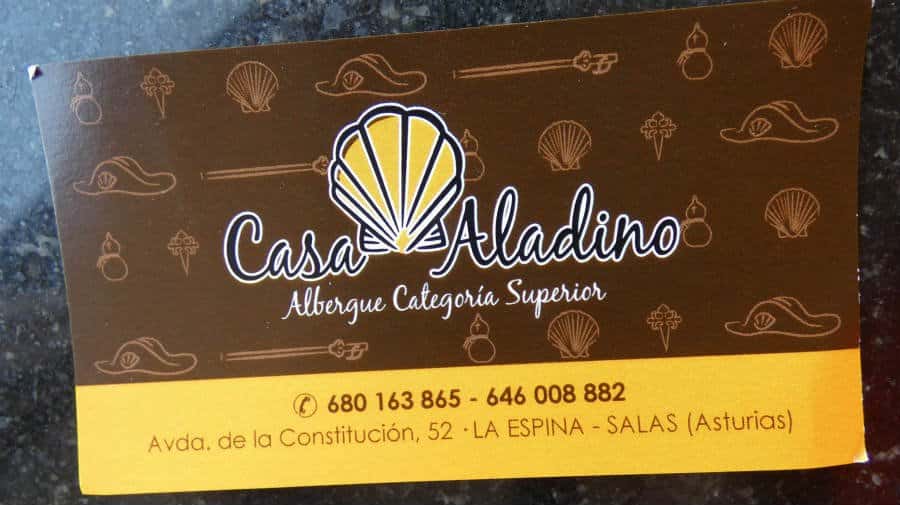 Casa Aladino
Albergue Categoría Superior
680 163 865 - 646 008 882
Avda. de la Constitución, 52 · LA ESPINA - SALAS (Asturias)